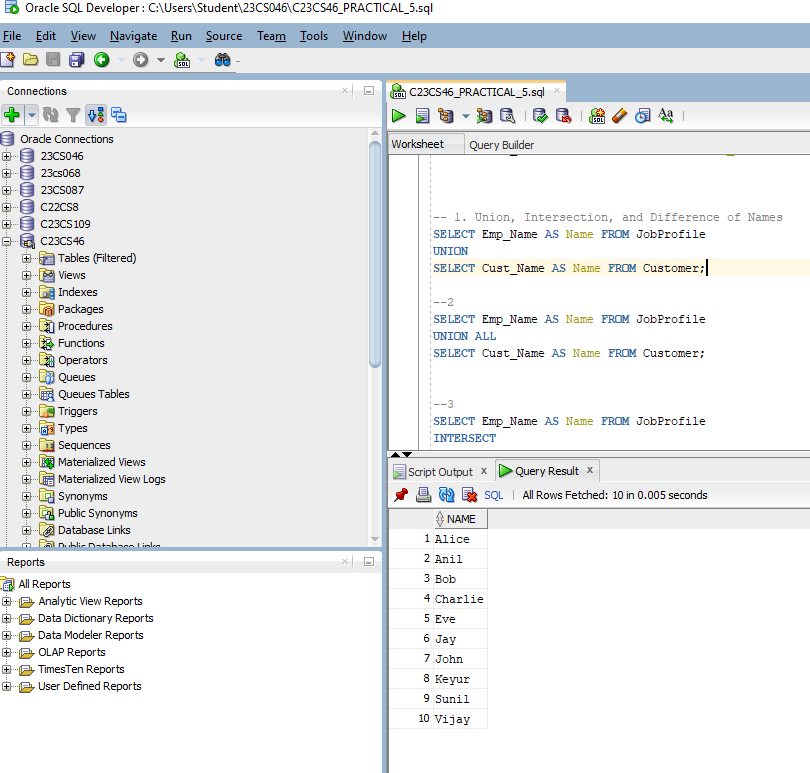 Oracle SQL Developer : C:\Users\Student\23CS046\C23CS46_PRACTICAL_5.sql
File Edit View Navigate Run Source Team Tools Window Help
Connections
Oracle Connections
23CS046
23cs068
23CS087
C22CS8
C23CS109
C23CS46
Tables (Filtered)
Views
Indexes
Packages
Procedures
Functions
Operators
Queues
Queues Tables
Triggers
Types
Sequences
Materialized Views
Materialized View Logs
Synonyms
Public Synonyms
Database Links
Public Database Links
Reports
All Reports
Analytic View Reports
Data Dictionary Reports
Data Modeler Reports
OLAP Reports
TimesTen Reports
User Defined Reports
C23CS46_PRACTICAL_5.sql
Worksheet Query Builder
-- 1. Union, Intersection, and Difference of Names
SELECT Emp_Name AS Name FROM JobProfile
UNION
SELECT Cust_Name AS Name FROM Customer;
--2
SELECT Emp_Name AS Name FROM JobProfile
UNION ALL
SELECT Cust_Name AS Name FROM Customer;
--3
SELECT Emp_Name AS Name FROM JobProfile
INTERSECT
Script Output x Query Result x
SQL | All Rows Fetched: 10 in 0.005 seconds
NAME
1 Alice
2 Anil
3 Bob
4 Charlie
5 Eve
6 Jay
7 John
8 Keyur
9 Sunil
10 Vijay